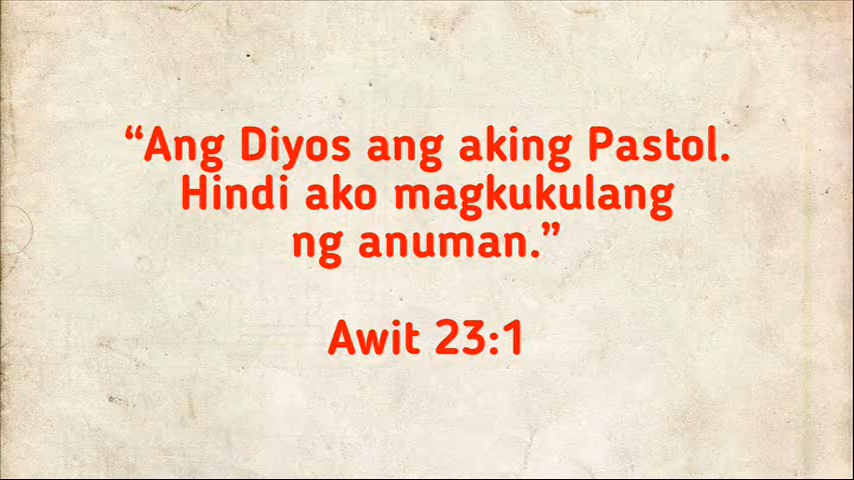 “Ang Diyos ang aking Pastol.
Hindi ako magkukulang
ng anuman.”
Awit 23:1